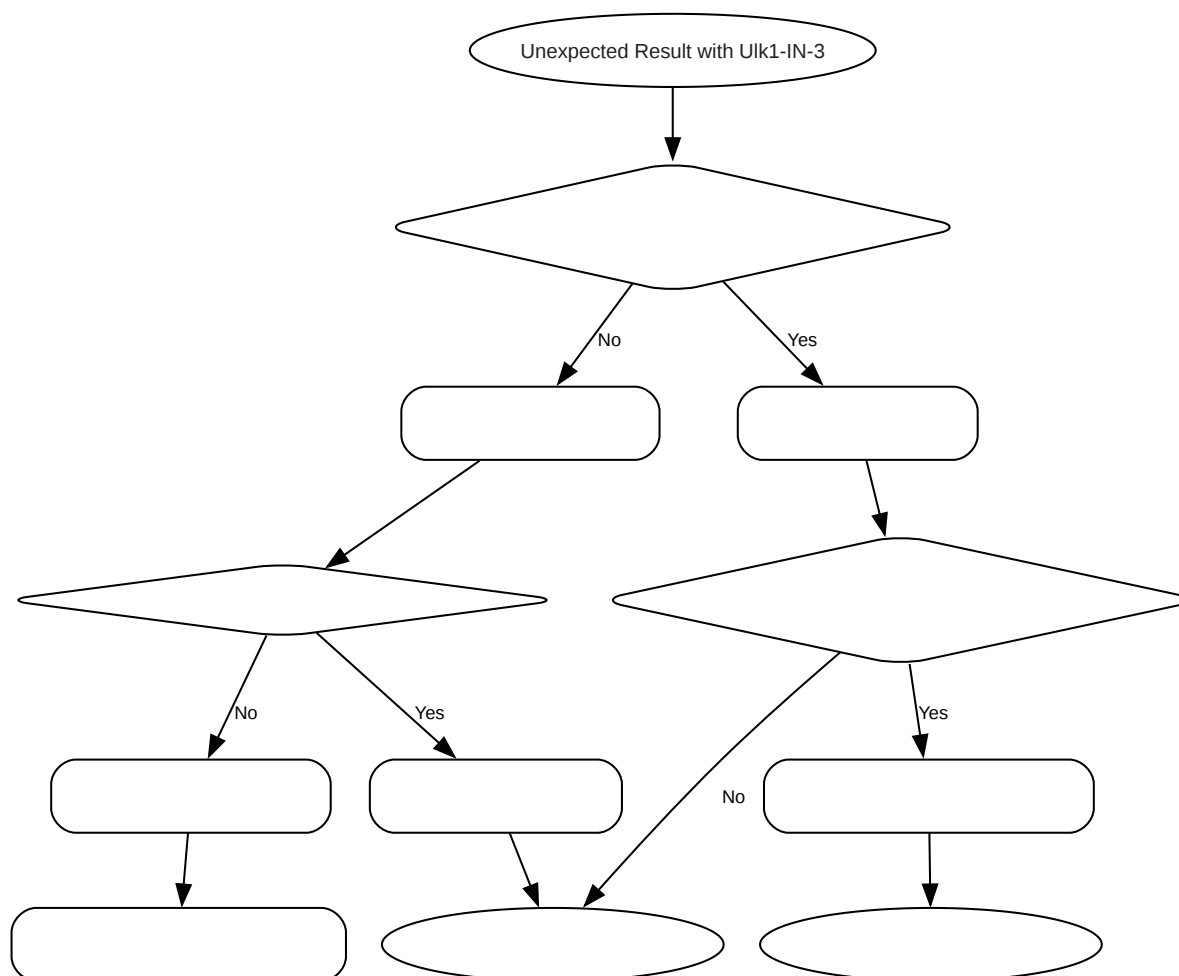 Unexpected Result with Ulk1-IN-3
No
Yes
No
Yes
Yes
No